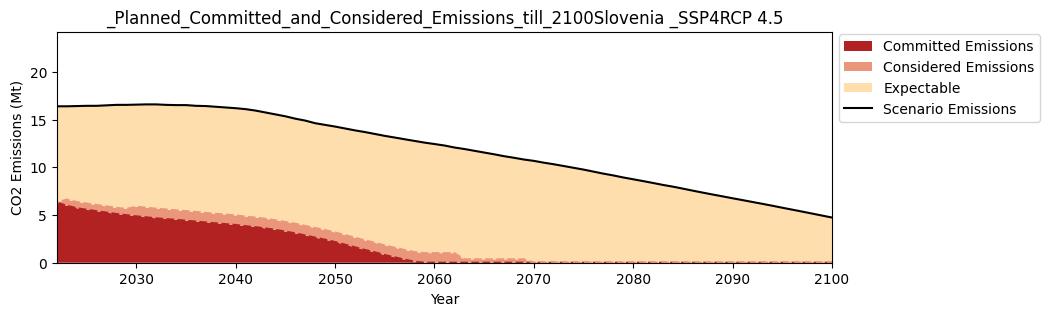 _Planned_Committed_and_Considered_Emissions_till_2100Slovenia _SSP4RCP 4.5
CO2 Emissions (Mt)
20
15
10
5
0
2030 2040 2050 2060 2070 2080 2090 2100
Year
Committed Emissions
Considered Emissions
Expectable
Scenario Emissions